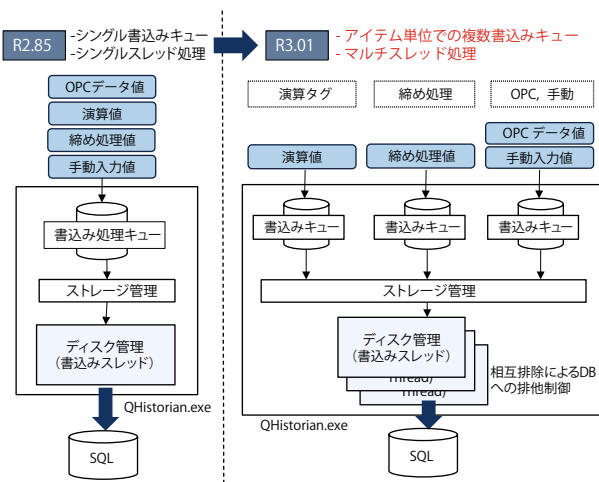 R2.85
-シングル書込みキュー
-シングルスレッド処理
R3.01
- アイテム単位での複数書込みキュー
- マルチスレッド処理
OPCデータ値
演算値
締め処理値
手動入力値
書込み処理キュー
ストレージ管理
ディスク管理
（書込みスレッド）
QHistorian.exe
SQL
演算タグ
締め処理
OPC, 手動
演算値
締め処理値
OPC データ値
手動入力値
書込みキュー
書込みキュー
書込みキュー
ストレージ管理
ディスク管理
（書込みスレッド）
Thread)
Thread)
相互排除によるDB
への排他制御
QHistorian.exe
SQL